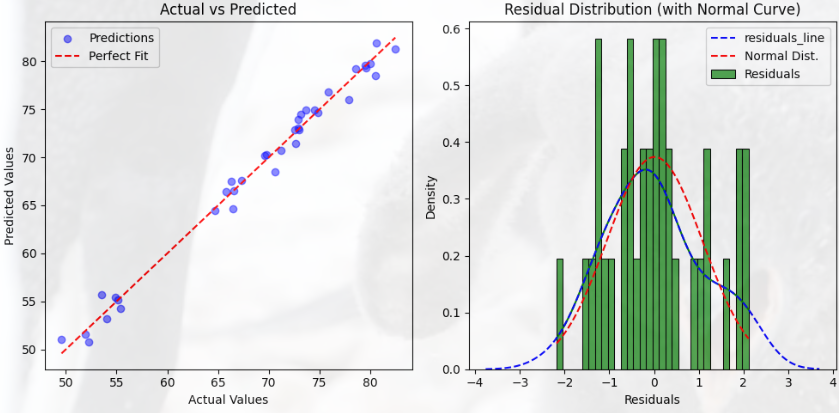 Actual vs Predicted
Predictions
Perfect Fit
Predicted Values
80
75
70
65
60
55
50
50 55 60 65 70 75 80
Actual Values
Residual Distribution (with Normal Curve)
residuals_line
Normal Dist.
Residuals
Density
0.6
0.5
0.4
0.3
0.2
0.1
0.0
−4 −3 −2 −1 0 1 2 3 4
Residuals